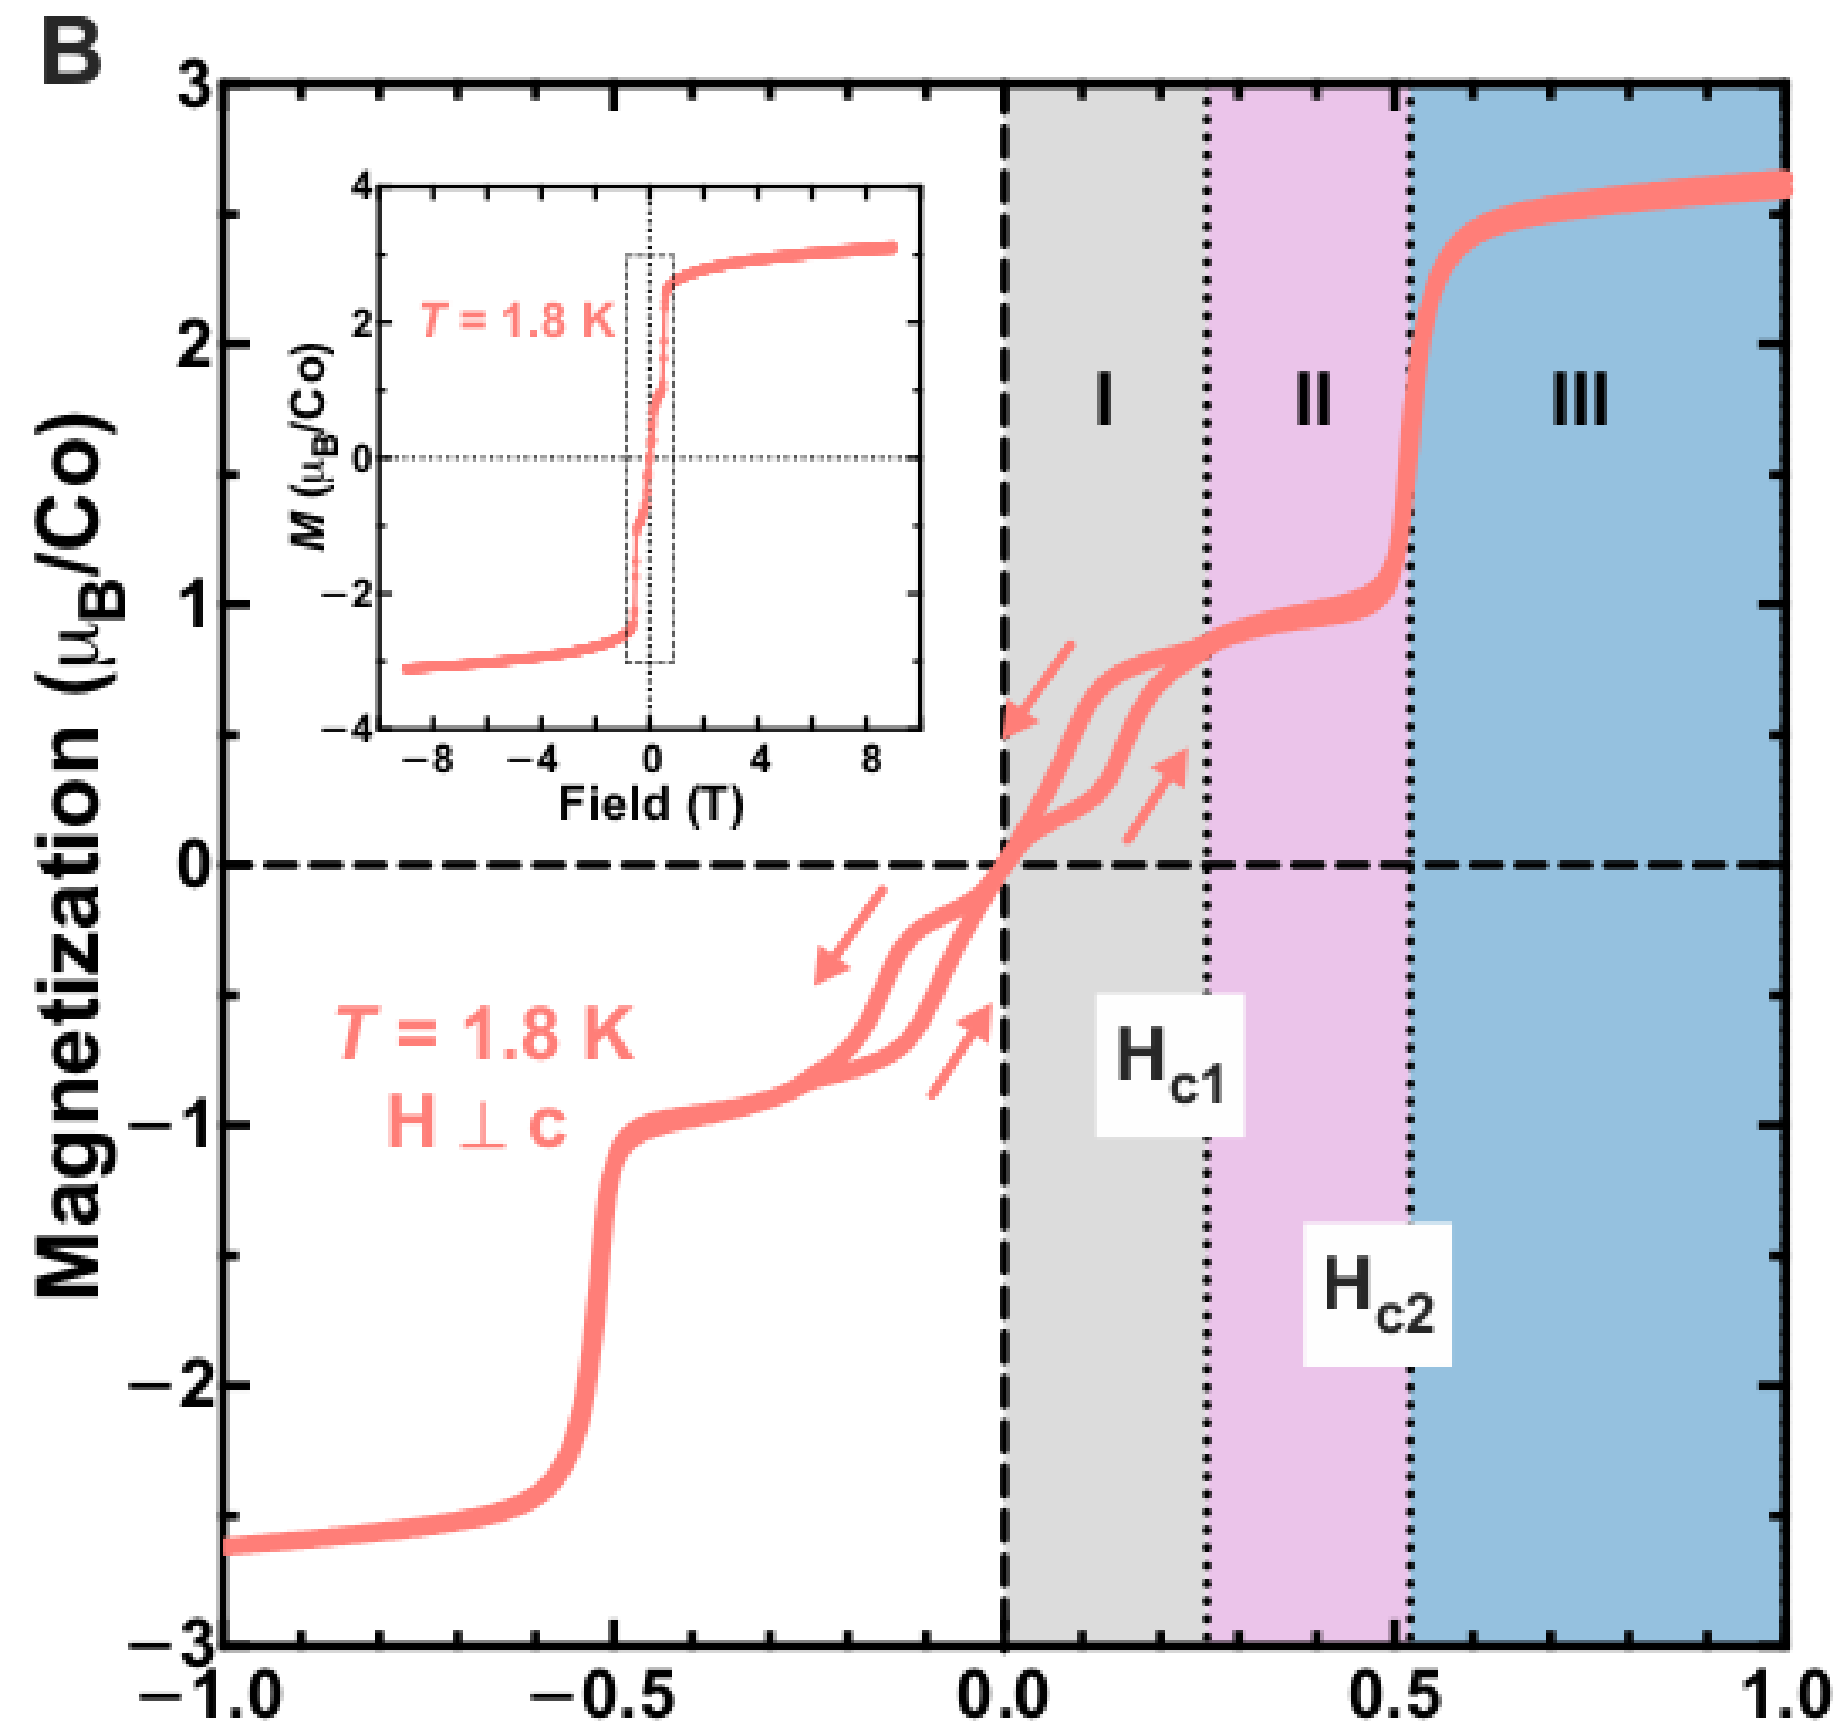 B
3
2
1
0
−1
−2
−3
Magnetization (μB/Co)
4
2
0
−2
−4
M (μB/Co)
T = 1.8 K
−8 −4 0 4 8
Field (T)
I II III
T = 1.8 K
H ⊥ c
Hc1
Hc2
−1.0 −0.5 0.0 0.5 1.0